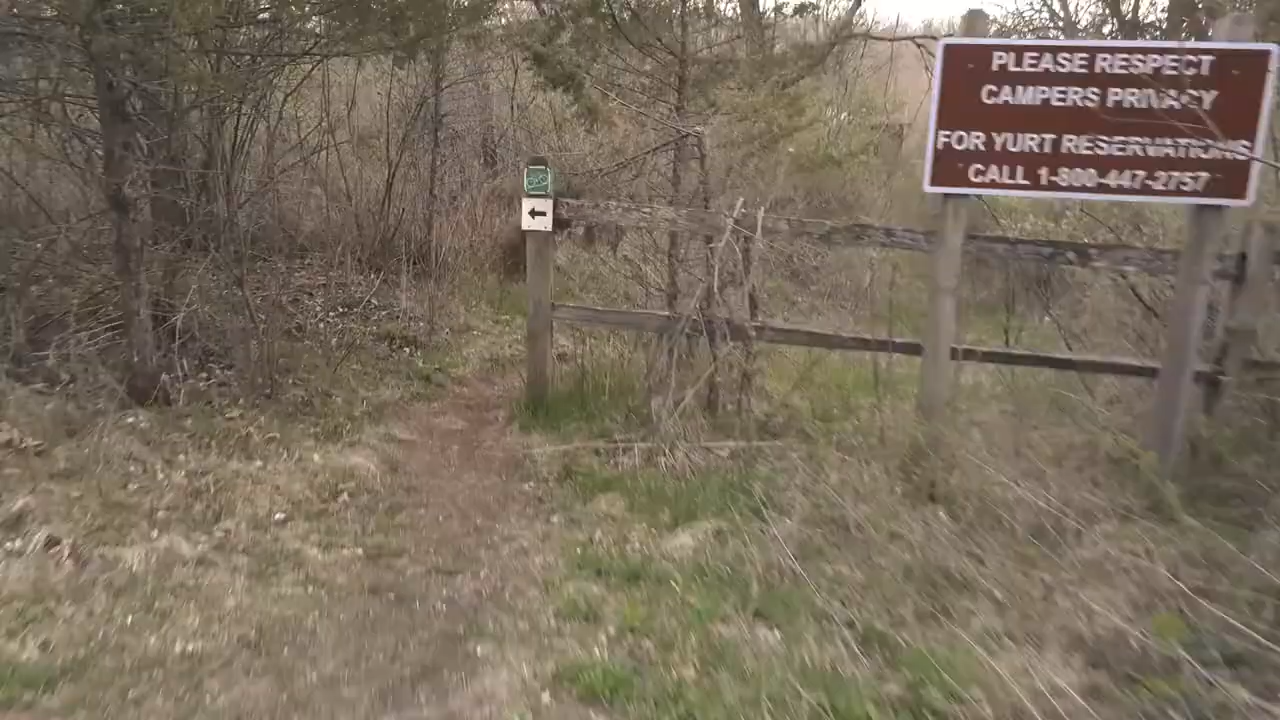 PLEASE RESPECT
CAMPERS PRIVACY
FOR YURT RESERVATIONS
CALL 1-800-447-2757